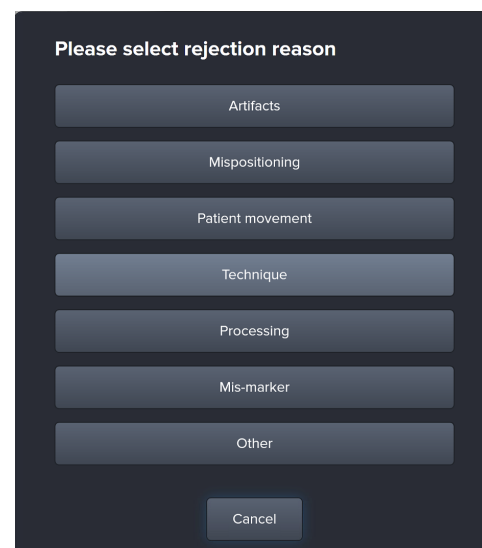 Please select rejection reason
Artifacts
Mispositioning
Patient movement
Technique
Processing
Mis-marker
Other
Cancel